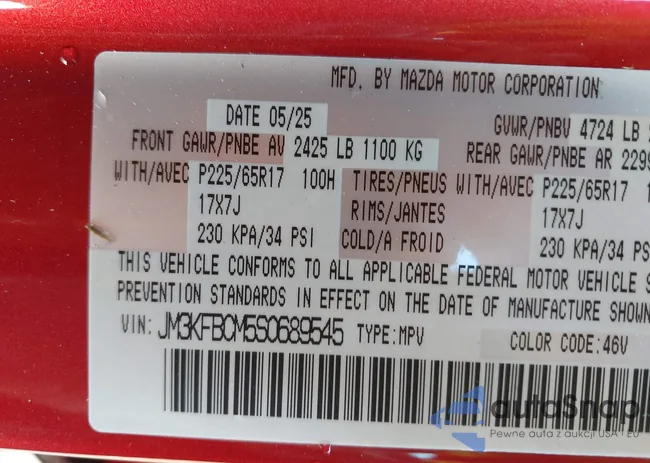 MFD. BY MAZDA MOTOR CORPORATION
DATE 05/25 GVWR/PNBV 4724 LB
FRONT GAWR/PNBE AV 2425 LB 1100 KG REAR GAWR/PNBE AR 2299
WITH/AVEC P225/65R17 100H TIRES/PNEUS WITH/AVEC P225/65R17
17X7J RIMS/JANTES 17X7J
230 KPA/34 PSI COLD/A FROID 230 KPA/34 PSI
THIS VEHICLE CONFORMS TO ALL APPLICABLE FEDERAL MOTOR VEHICLE
PREVENTION STANDARDS IN EFFECT ON THE DATE OF MANUFACTURE SHOWN
VIN: JM3KFBCM5S0689545 TYPE:MPV COLOR CODE:46V
autoSnap
Pewne auta z aukcji USA i EU